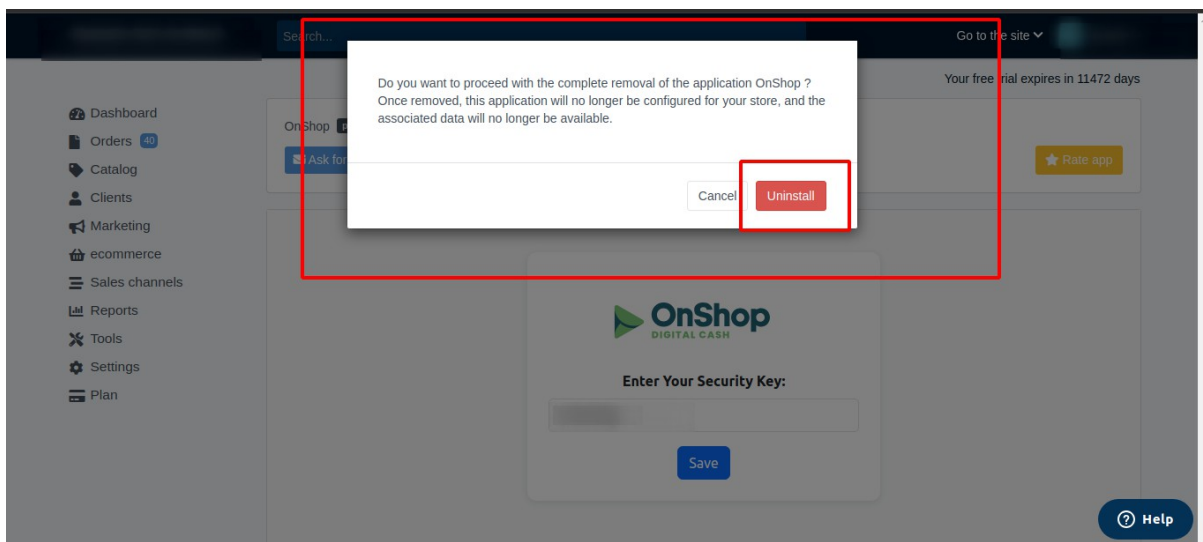 Search...
Go to the site
Your free trial expires in 11472 days
Do you want to proceed with the complete removal of the application OnShop ?
Once removed, this application will no longer be configured for your store, and the
associated data will no longer be available.
Cancel
Uninstall
Dashboard
Orders 40
Catalog
Clients
Marketing
ecommerce
Sales channels
Reports
Tools
Settings
Plan
OnShop
Ask for
Rate app
OnShop
DIGITAL CASH
Enter Your Security Key:
Save
Help